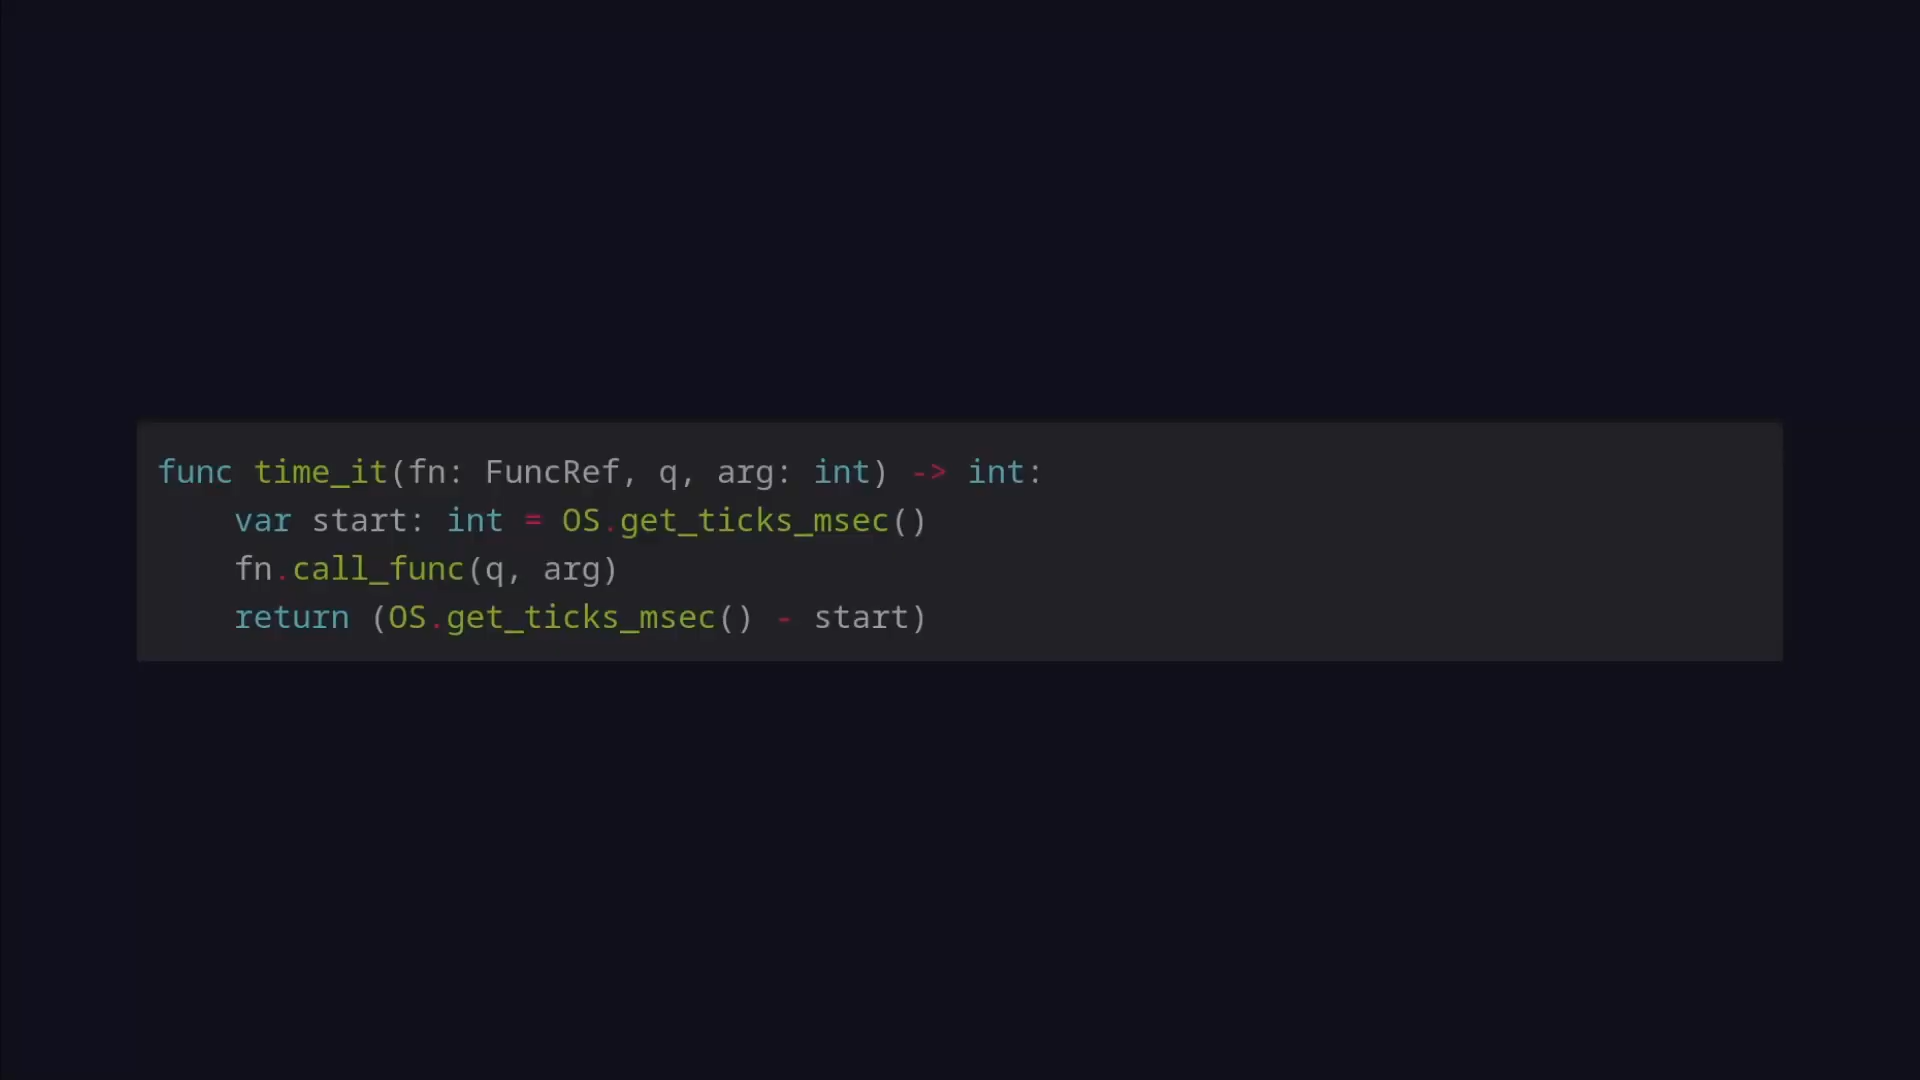 func time_it(fn: FuncRef, q, arg: int) -> int:
    var start: int = OS.get_ticks_msec()
    fn.call_func(q, arg)
    return (OS.get_ticks_msec() - start)